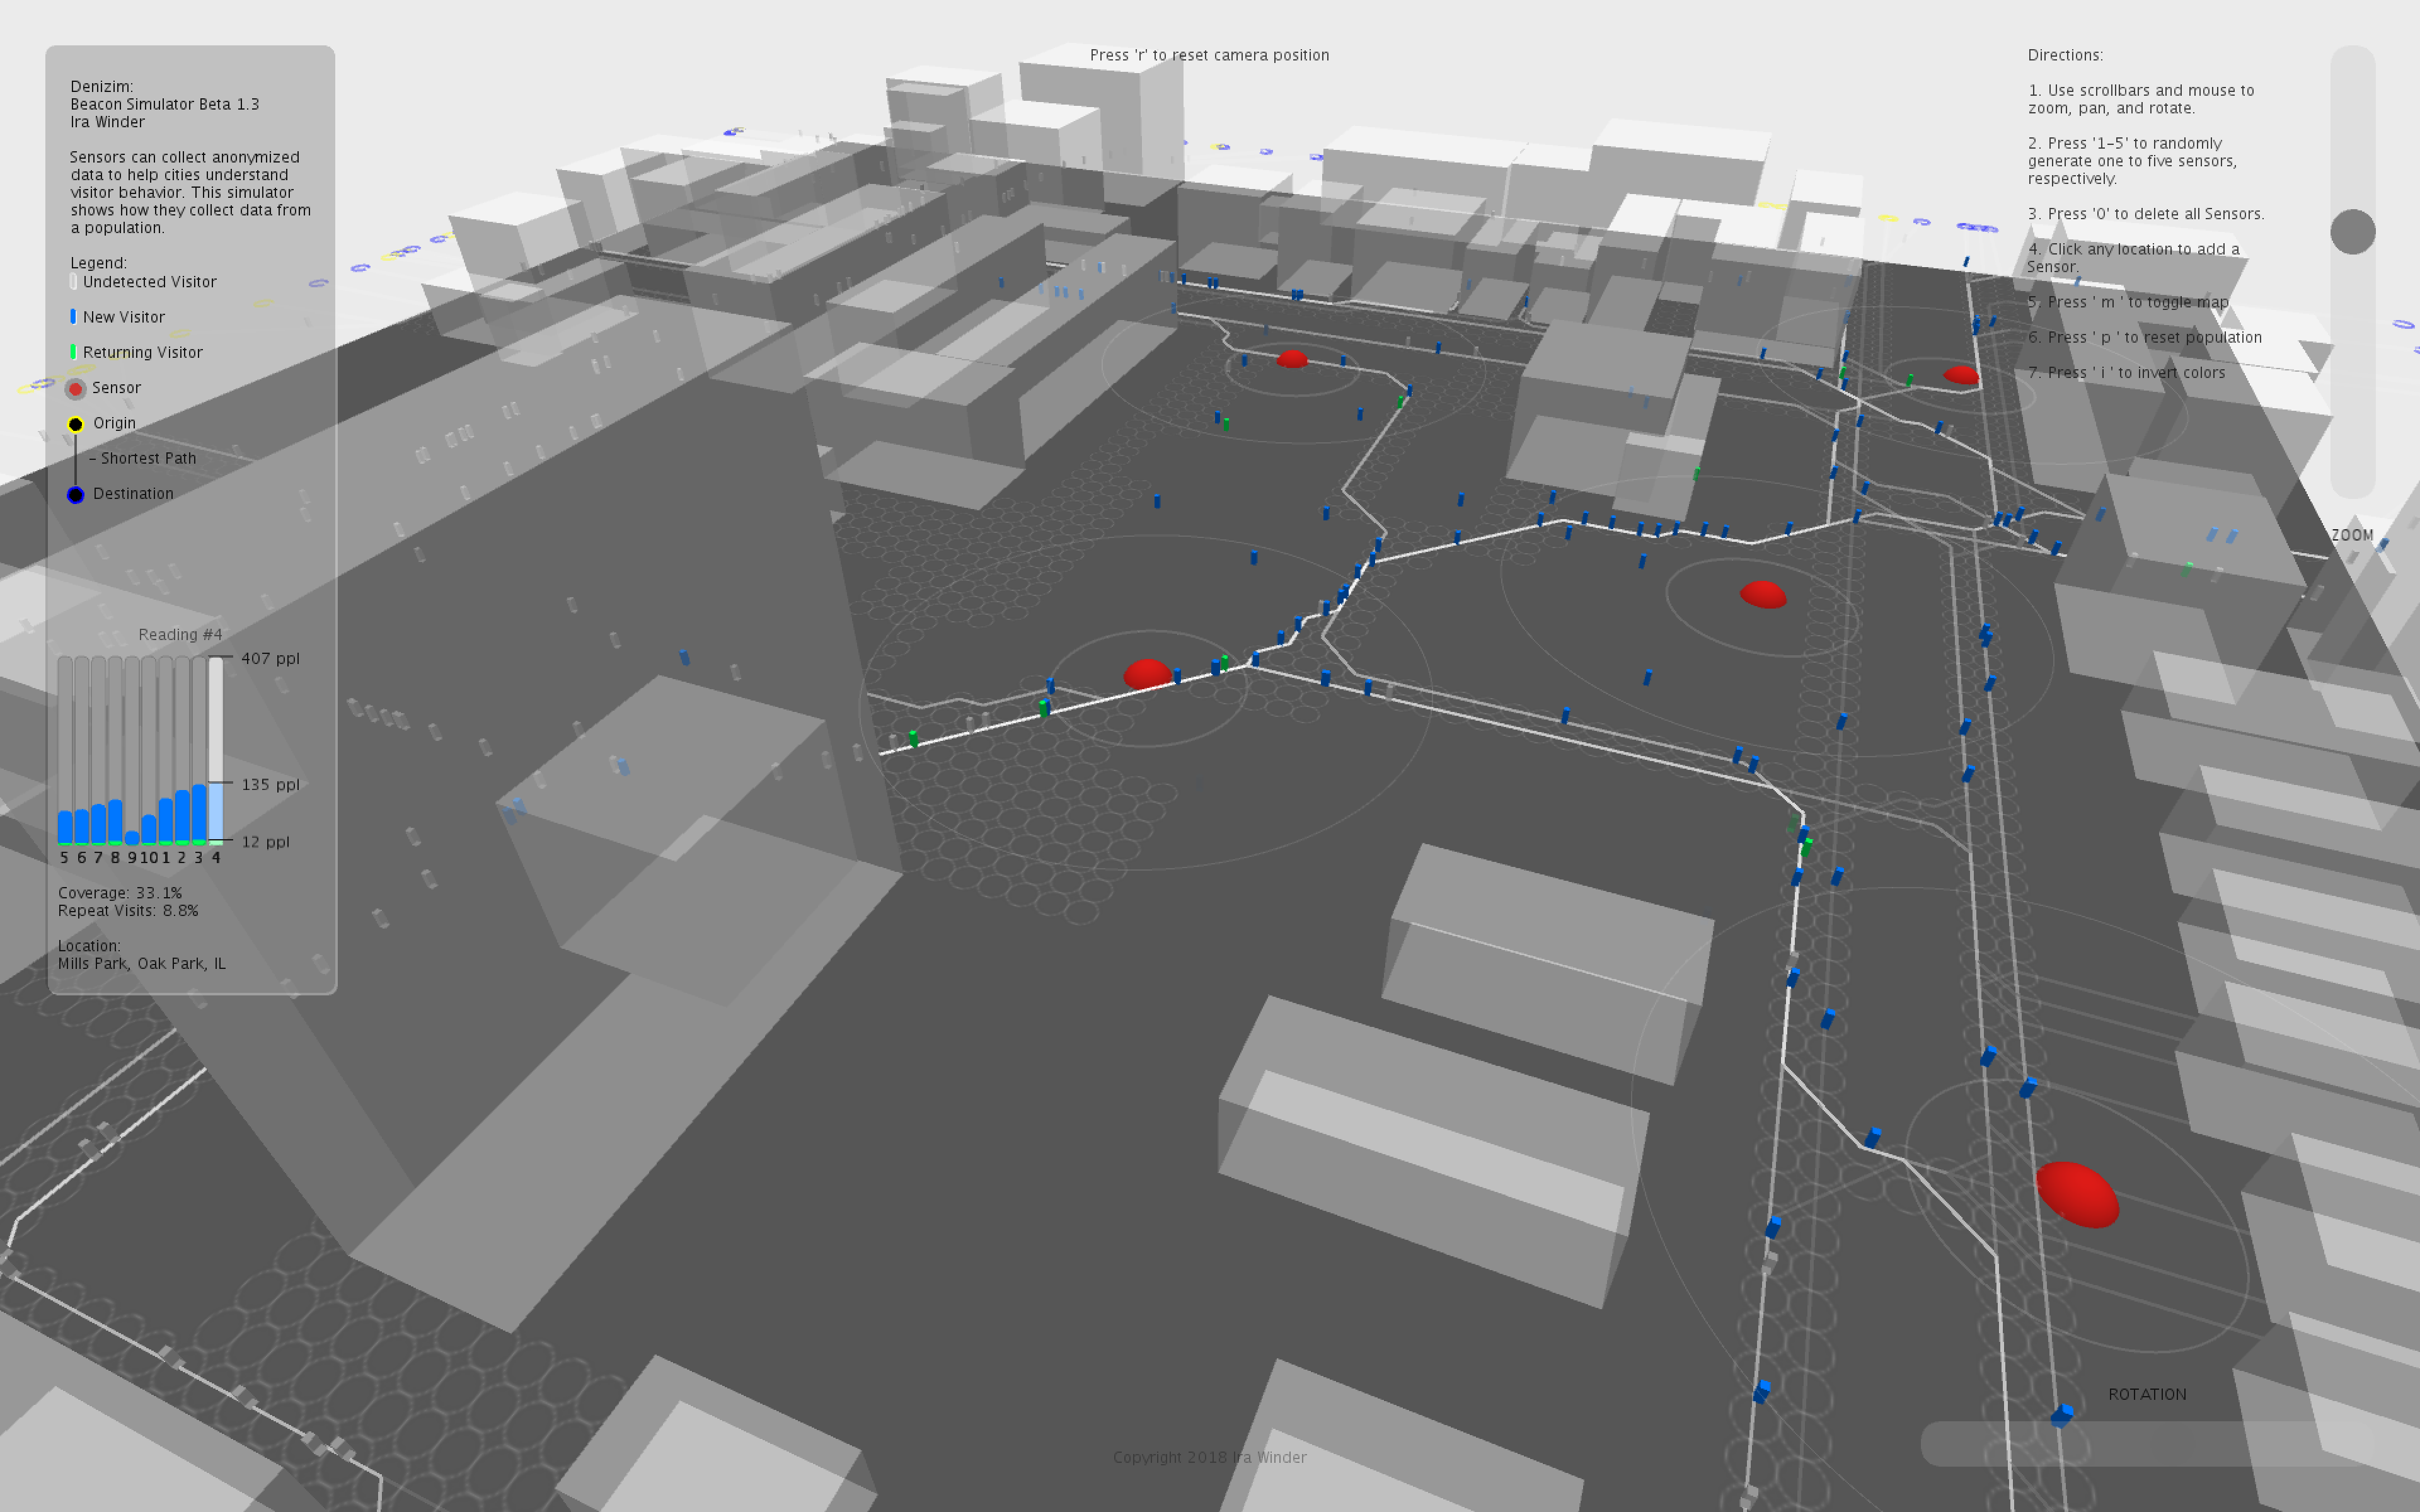 Press 'r' to reset camera position
Denizim:
Beacon Simulator Beta 1.3
Ira Winder
Sensors can collect anonymized
data to help cities understand
visitor behavior. This simulator
shows how they collect data from
a population.
Legend:
Undetected Visitor
New Visitor
Returning Visitor
Sensor
Origin
- Shortest Path
Destination
Reading #4
407 ppl
135 ppl
12 ppl
5 6 7 8 9 10 1 2 3 4
Coverage: 33.1%
Repeat Visits: 8.8%
Location:
Mills Park, Oak Park, IL
Directions:
1. Use scrollbars and mouse to
zoom, pan, and rotate.
2. Press '1-5' to randomly
generate one to five sensors,
respectively.
3. Press '0' to delete all Sensors.
4. Click any location to add a
Sensor.
5. Press ' m ' to toggle map
6. Press ' p ' to reset population
7. Press ' i ' to invert colors
ZOOM
ROTATION
Copyright 2018 Ira Winder